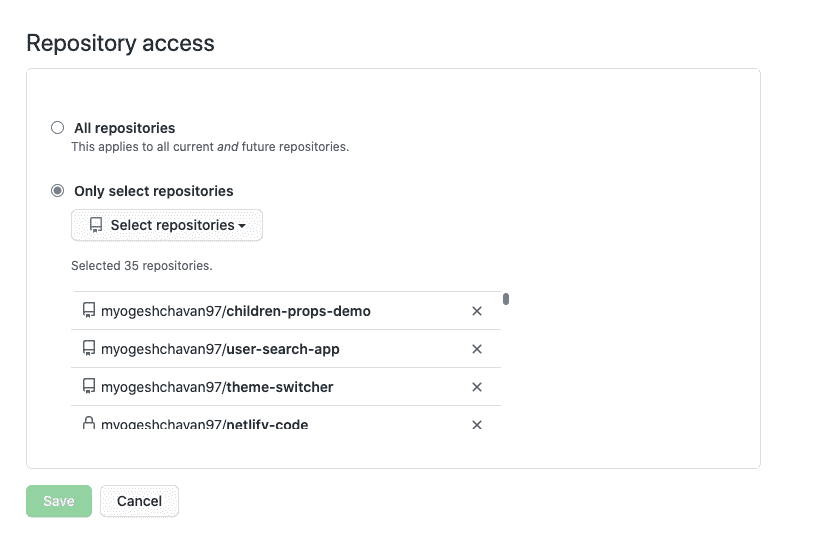 Repository access
All repositories
This applies to all current and future repositories.
Only select repositories
Select repositories
Selected 35 repositories.
myogeshchavan97/children-props-demo
myogeshchavan97/user-search-app
myogeshchavan97/theme-switcher
myogeshchavan97/netlify-code
Save Cancel